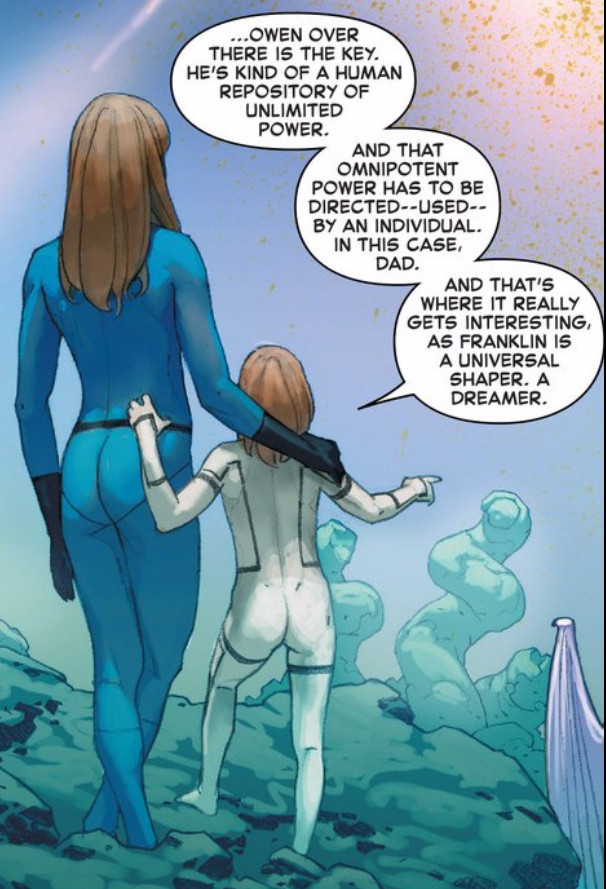 ...OWEN OVER
THERE IS THE KEY.
HE'S KIND OF A HUMAN
REPOSITORY OF
UNLIMITED
POWER.
AND THAT
OMNIPOTENT
POWER HAS TO BE
DIRECTED--USED--
BY AN INDIVIDUAL.
IN THIS CASE,
DAD.
AND THAT'S
WHERE IT REALLY
GETS INTERESTING,
AS FRANKLIN IS
A UNIVERSAL
SHAPER. A
DREAMER.